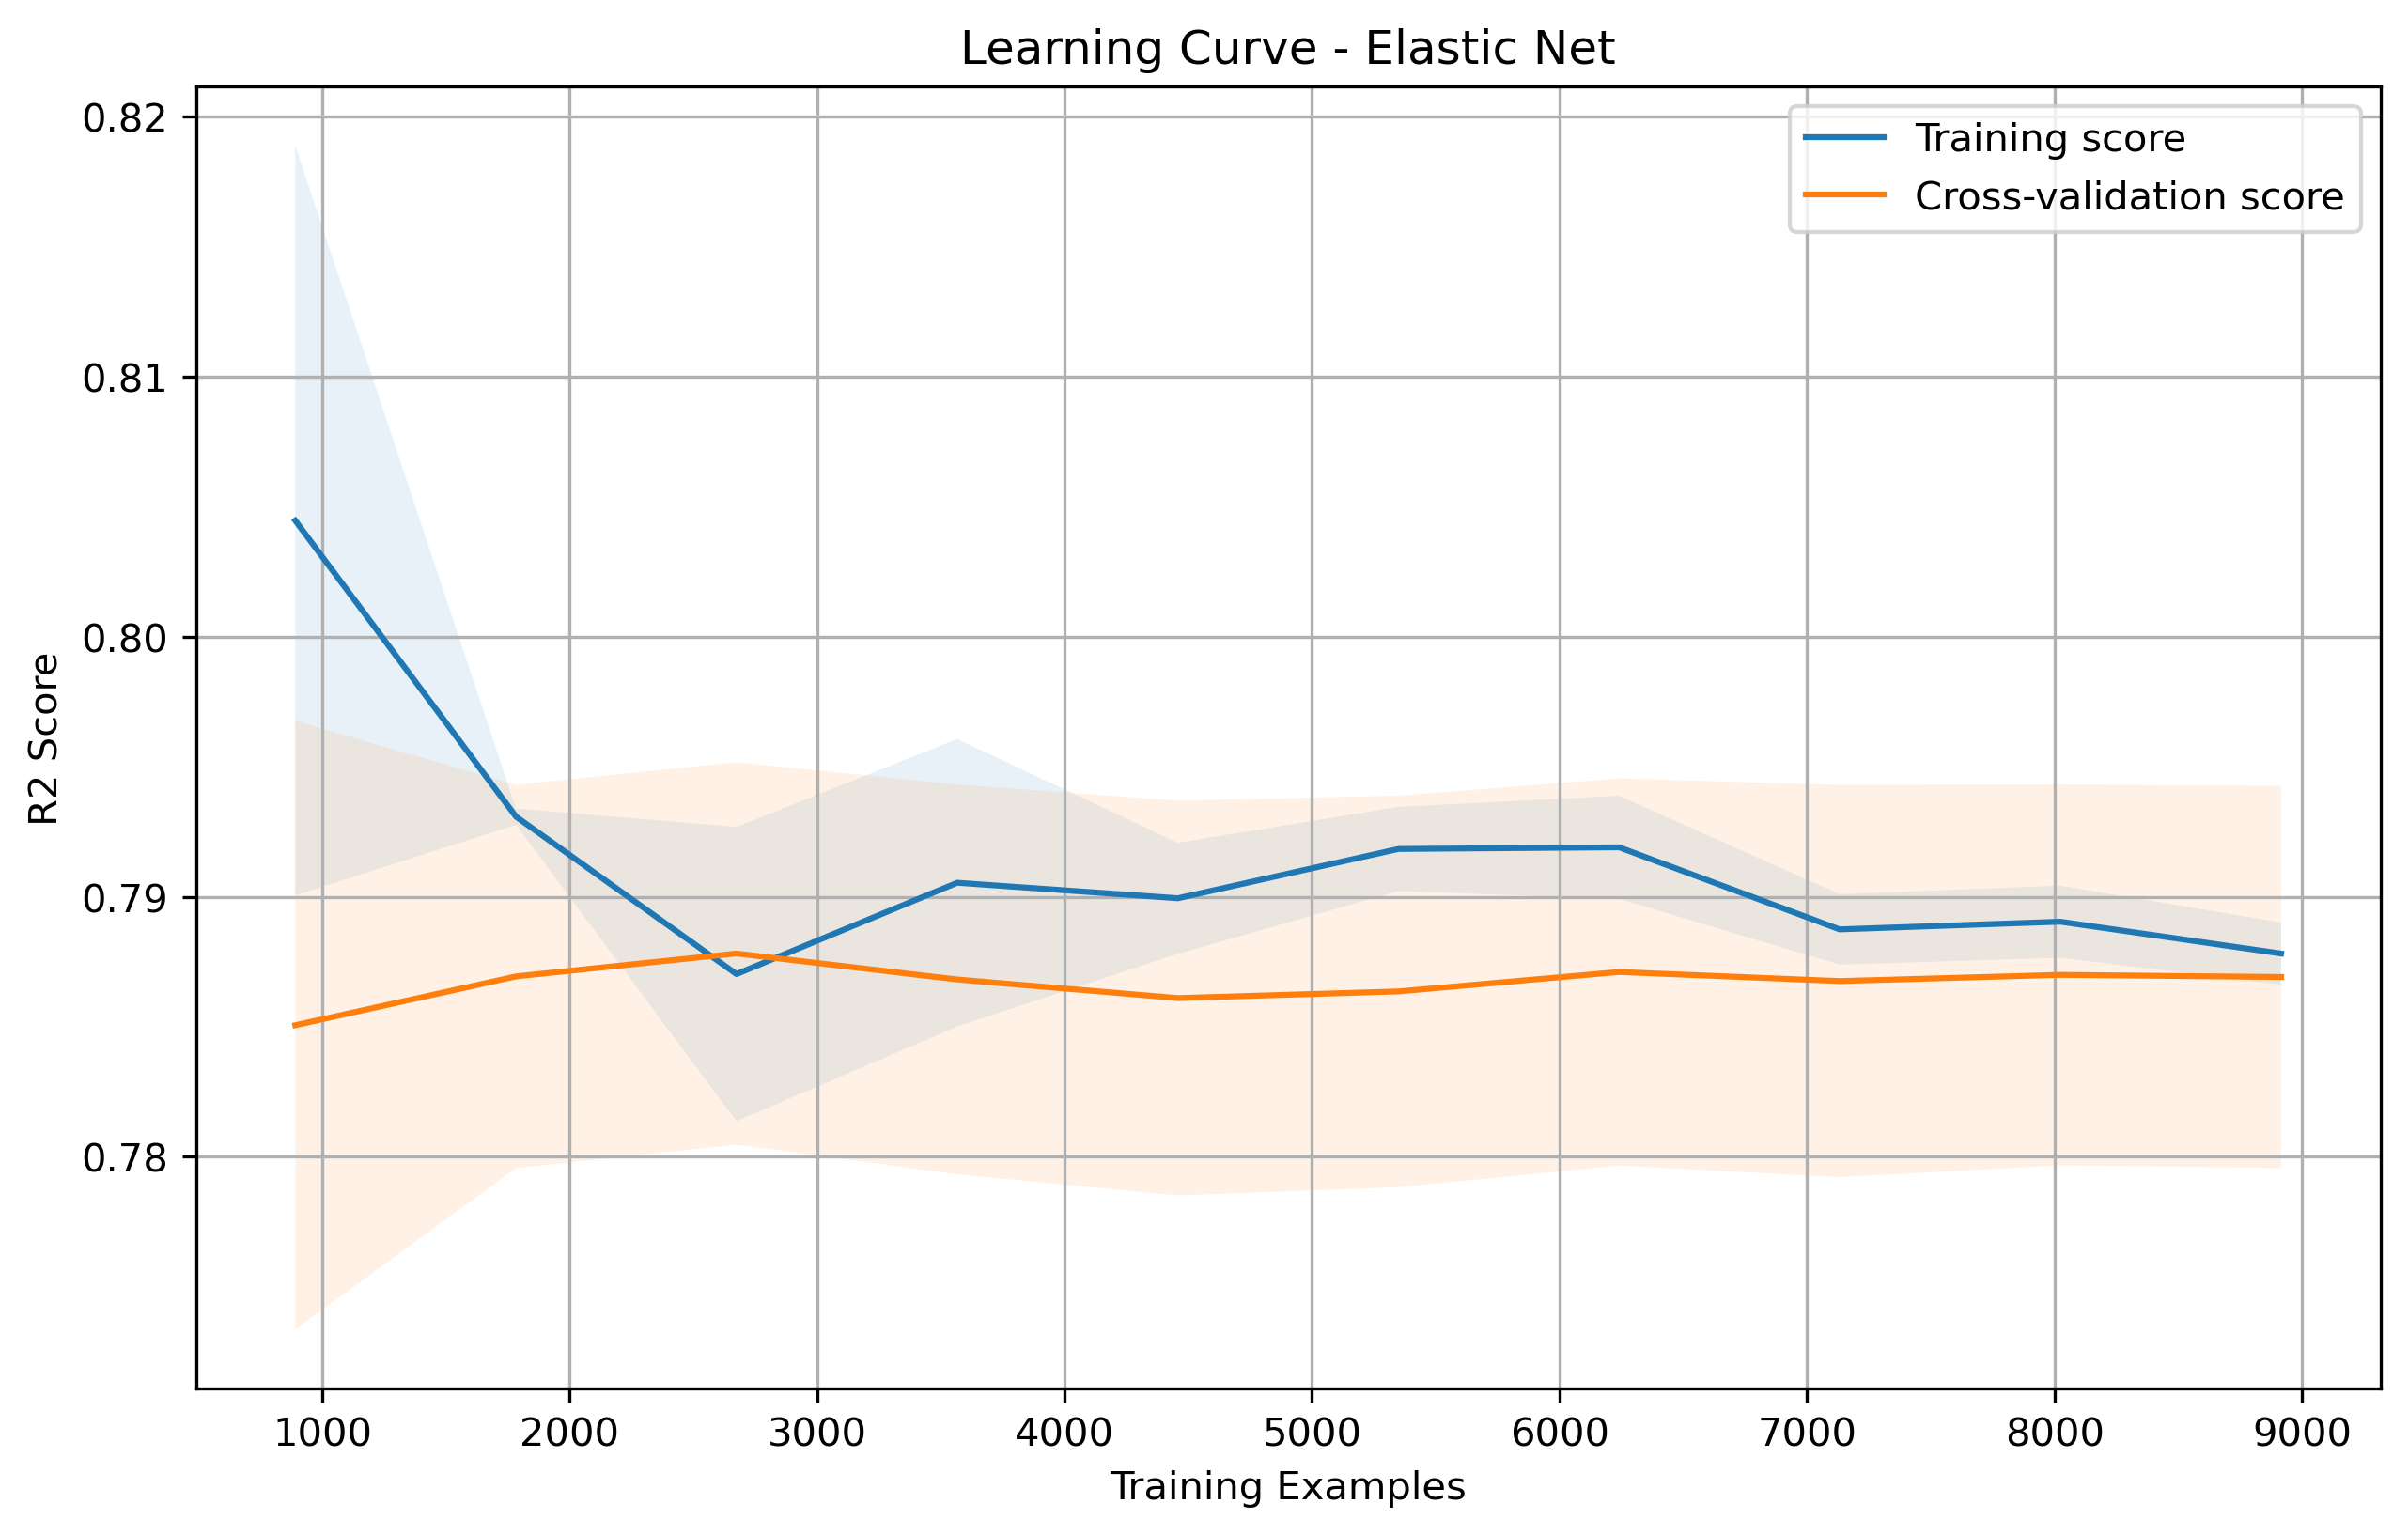 Learning Curve - Elastic Net
Training score
Cross-validation score
0.82
0.81
0.80
0.79
0.78
R2 Score
1000 2000 3000 4000 5000 6000 7000 8000 9000
Training Examples